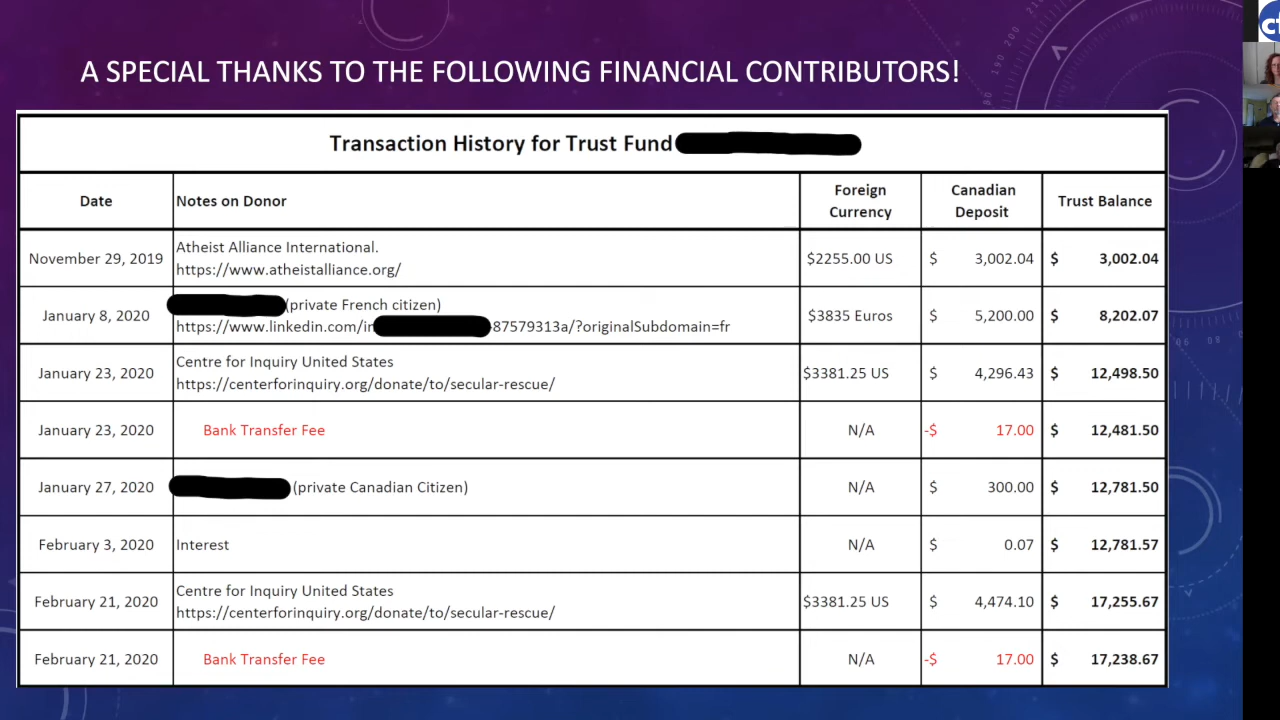 A SPECIAL THANKS TO THE FOLLOWING FINANCIAL CONTRIBUTORS!
Transaction History for Trust Fund
Date Notes on Donor Foreign Currency Canadian Deposit Trust Balance
November 29, 2019 Atheist Alliance International. $2255.00 US $ 3,002.04 $ 3,002.04
https://www.atheistalliance.org/
January 8, 2020 (private French citizen) $3835 Euros $ 5,200.00 $ 8,202.07
https://www.linkedin.com/in 87579313a/?originalSubdomain=fr
January 23, 2020 Centre for Inquiry United States $3381.25 US $ 4,296.43 $ 12,498.50
https://centerforinquiry.org/donate/to/secular-rescue/
January 23, 2020 Bank Transfer Fee N/A -$ 17.00 $ 12,481.50
January 27, 2020 (private Canadian Citizen) N/A $ 300.00 $ 12,781.50
February 3, 2020 Interest N/A $ 0.07 $ 12,781.57
February 21, 2020 Centre for Inquiry United States $3381.25 US $ 4,474.10 $ 17,255.67
https://centerforinquiry.org/donate/to/secular-rescue/
February 21, 2020 Bank Transfer Fee N/A -$ 17.00 $ 17,238.67